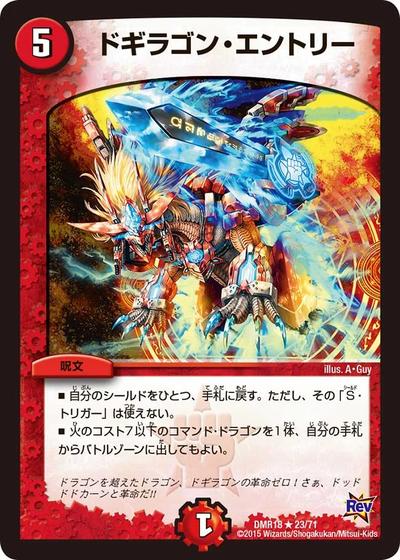 5
ドギラゴン・エントリー
illus. A・Guy
呪文
■自分のシールドをひとつ、手札に戻す。ただし、その「S・
トリガー」は使えない。
■火のコスト7以下のコマンド・ドラゴンを1体、自分の手札
からバトルゾーンに出してもよい。
ドラゴンを超えたドラゴン、ドギラゴンの革命ゼロ!さぁ、ドッド
ドカーンと革命だ!!
1
Rev
DMR18 ★ 23/71
©2015 Wizards/Shogakukan/Mitsui-Kids